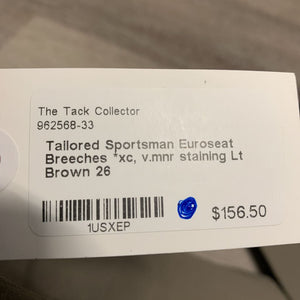 The Tack Collector
962568-33
Tailored Sportsman Euroseat
Breeches *xc, v.mnr staining Lt
Brown 26
1USXEP
$156.50